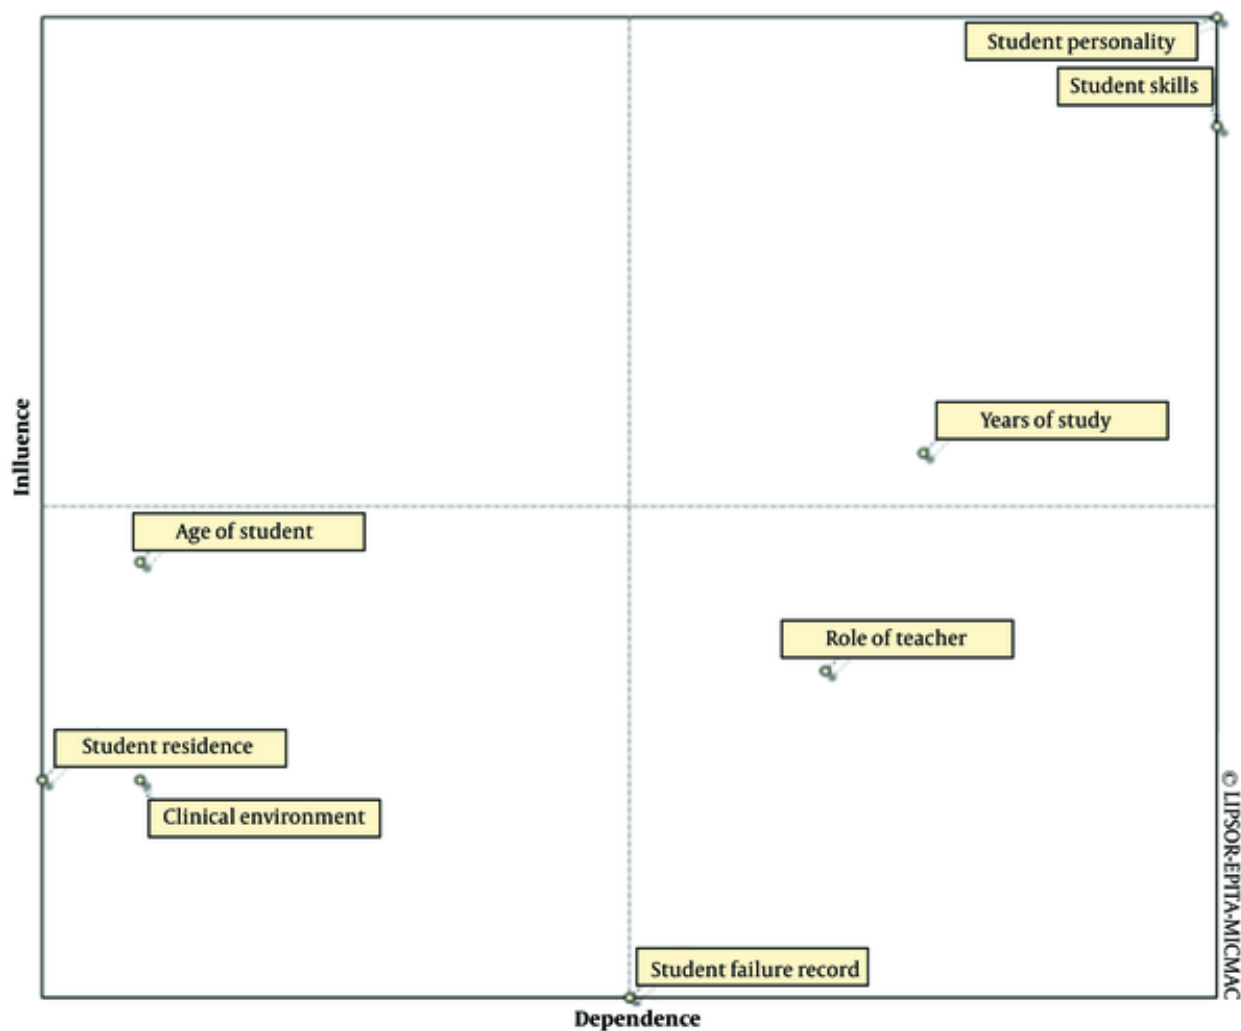 Student personality
Student skills
Years of study
Inlluence
Age of student
Role of teacher
Student residence
Clinical environment
© LIPSOR-EPITA-MICMAC
Student failure record
Dependence